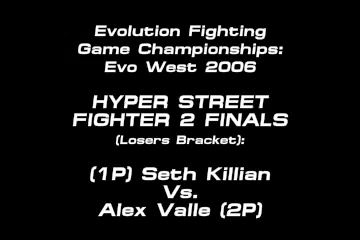 Evolution Fighting
Game Championships:
Evo West 2006
HYPER STREET
FIGHTER 2 FINALS
(Losers Bracket):
(1P) Seth Killian
Vs.
Alex Valle (2P)